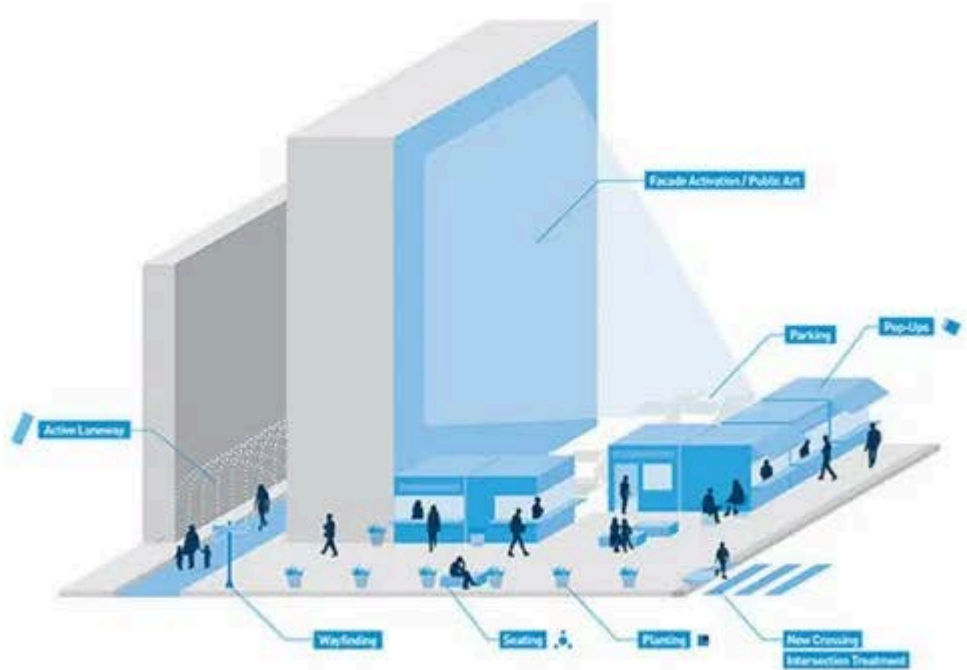 Facade Activation / Public Art
Parking
Pop-Ups
Active Laneway
Wayfinding
Seating
Planting
New Crossing
Intersection Treatment